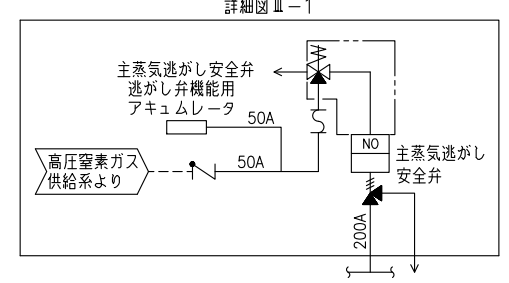 詳細図Ⅲ－1
主蒸気逃がし安全弁
逃がし弁機能用
アキュムレータ
50A
50A
高圧窒素ガス
供給系より
NO
主蒸気逃がし
安全弁
200A